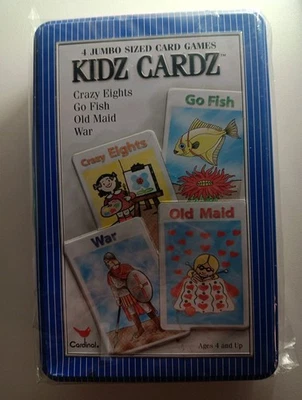 4 JUMBO SIZED CARD GAMES
KIDZ CARDZ™
Crazy Eights
Go Fish
Old Maid
War
Go Fish
Crazy Eights
Old Maid
War
Cardinal
Ages 4 and Up